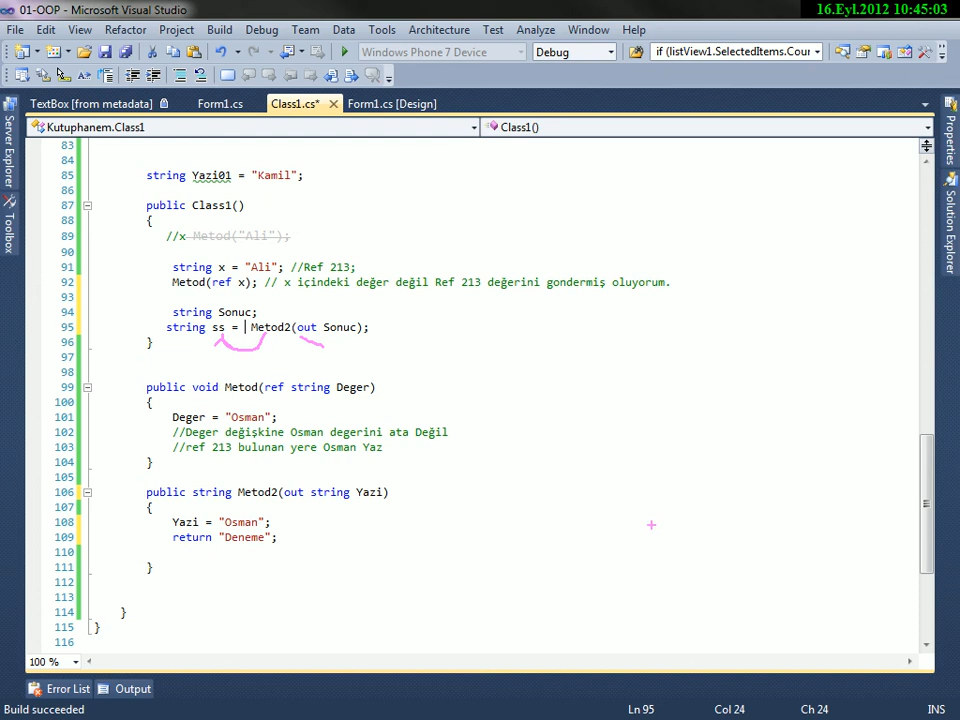 01-OOP - Microsoft Visual Studio
16.Eyl.2012 10:45:03
File Edit View Refactor Project Build Debug Team Data Tools Architecture Test Analyze Window Help
Windows Phone 7 Device Debug if (listView1.SelectedItems.Cour
TextBox [from metadata] Form1.cs Class1.cs* Form1.cs [Design]
Kutuphanem.Class1 Class1()
Server Explorer
Toolbox
Properties
Solution Explorer
83
84
85 string Yazi01 = "Kamil";
86
87 public Class1()
88 {
89 //x Metod("Ali");
90
91 string x = "Ali"; //Ref 213;
92 Metod(ref x); // x içindeki değer değil Ref 213 değerini gondermiş oluyorum.
93
94 string Sonuc;
95 string ss = Metod2(out Sonuc);
96 }
97
98
99 public void Metod(ref string Deger)
100 {
101 Deger = "Osman";
102 //Deger değişkine Osman degerini ata Değil
103 //ref 213 bulunan yere Osman Yaz
104 }
105
106 public string Metod2(out string Yazi)
107 {
108 Yazi = "Osman";
109 return "Deneme";
110
111 }
112
113
114 }
115 }
116
100 %
Error List Output
Build succeeded Ln 95 Col 24 Ch 24 INS